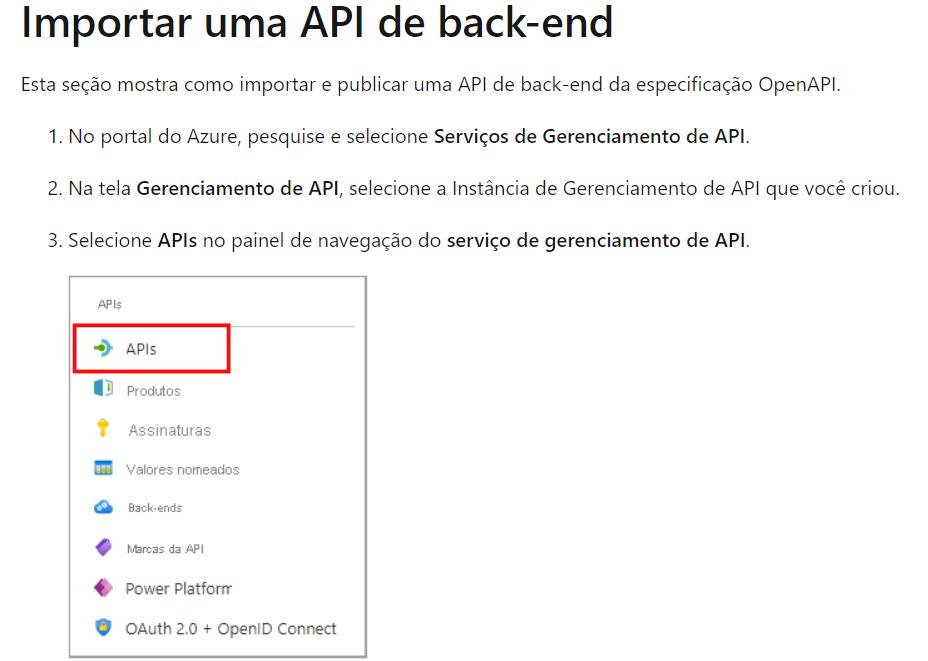 Importar uma API de back-end
Esta seção mostra como importar e publicar uma API de back-end da especificação OpenAPI.
1. No portal do Azure, pesquise e selecione Serviços de Gerenciamento de API.
2. Na tela Gerenciamento de API, selecione a Instância de Gerenciamento de API que você criou.
3. Selecione APIs no painel de navegação do serviço de gerenciamento de API.
APIs
APIs
Produtos
Assinaturas
Valores nomeados
Back-ends
Marcas da API
Power Platform
OAuth 2.0 + OpenID Connect